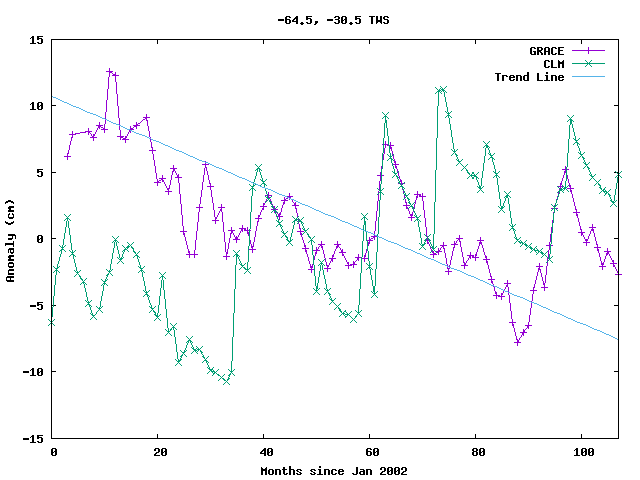 -64.5, -30.5 TWS
GRACE
CLM
Trend Line
15
10
5
0
-5
-10
-15
Anomaly (cm)
0 20 40 60 80 100
Months since Jan 2002